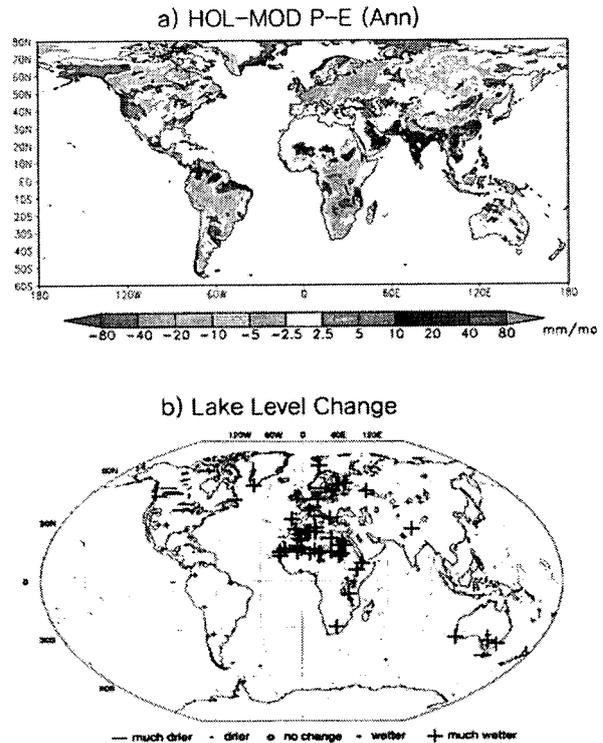 a) HOL-MOD P-E (Ann)
80N
70N
60N
50N
40N
30N
20N
10N
EQ
10S
20S
30S
40S
50S
60S
180 120W 60W 0 60E 120E 180
-80 -40 -20 -10 -5 -2.5 2.5 5 10 20 40 80 mm/mo
b) Lake Level Change
120W 60W 0 60E 120E
60N
30N
0
30S
60S
— much drier - drier o no change + wetter + much wetter